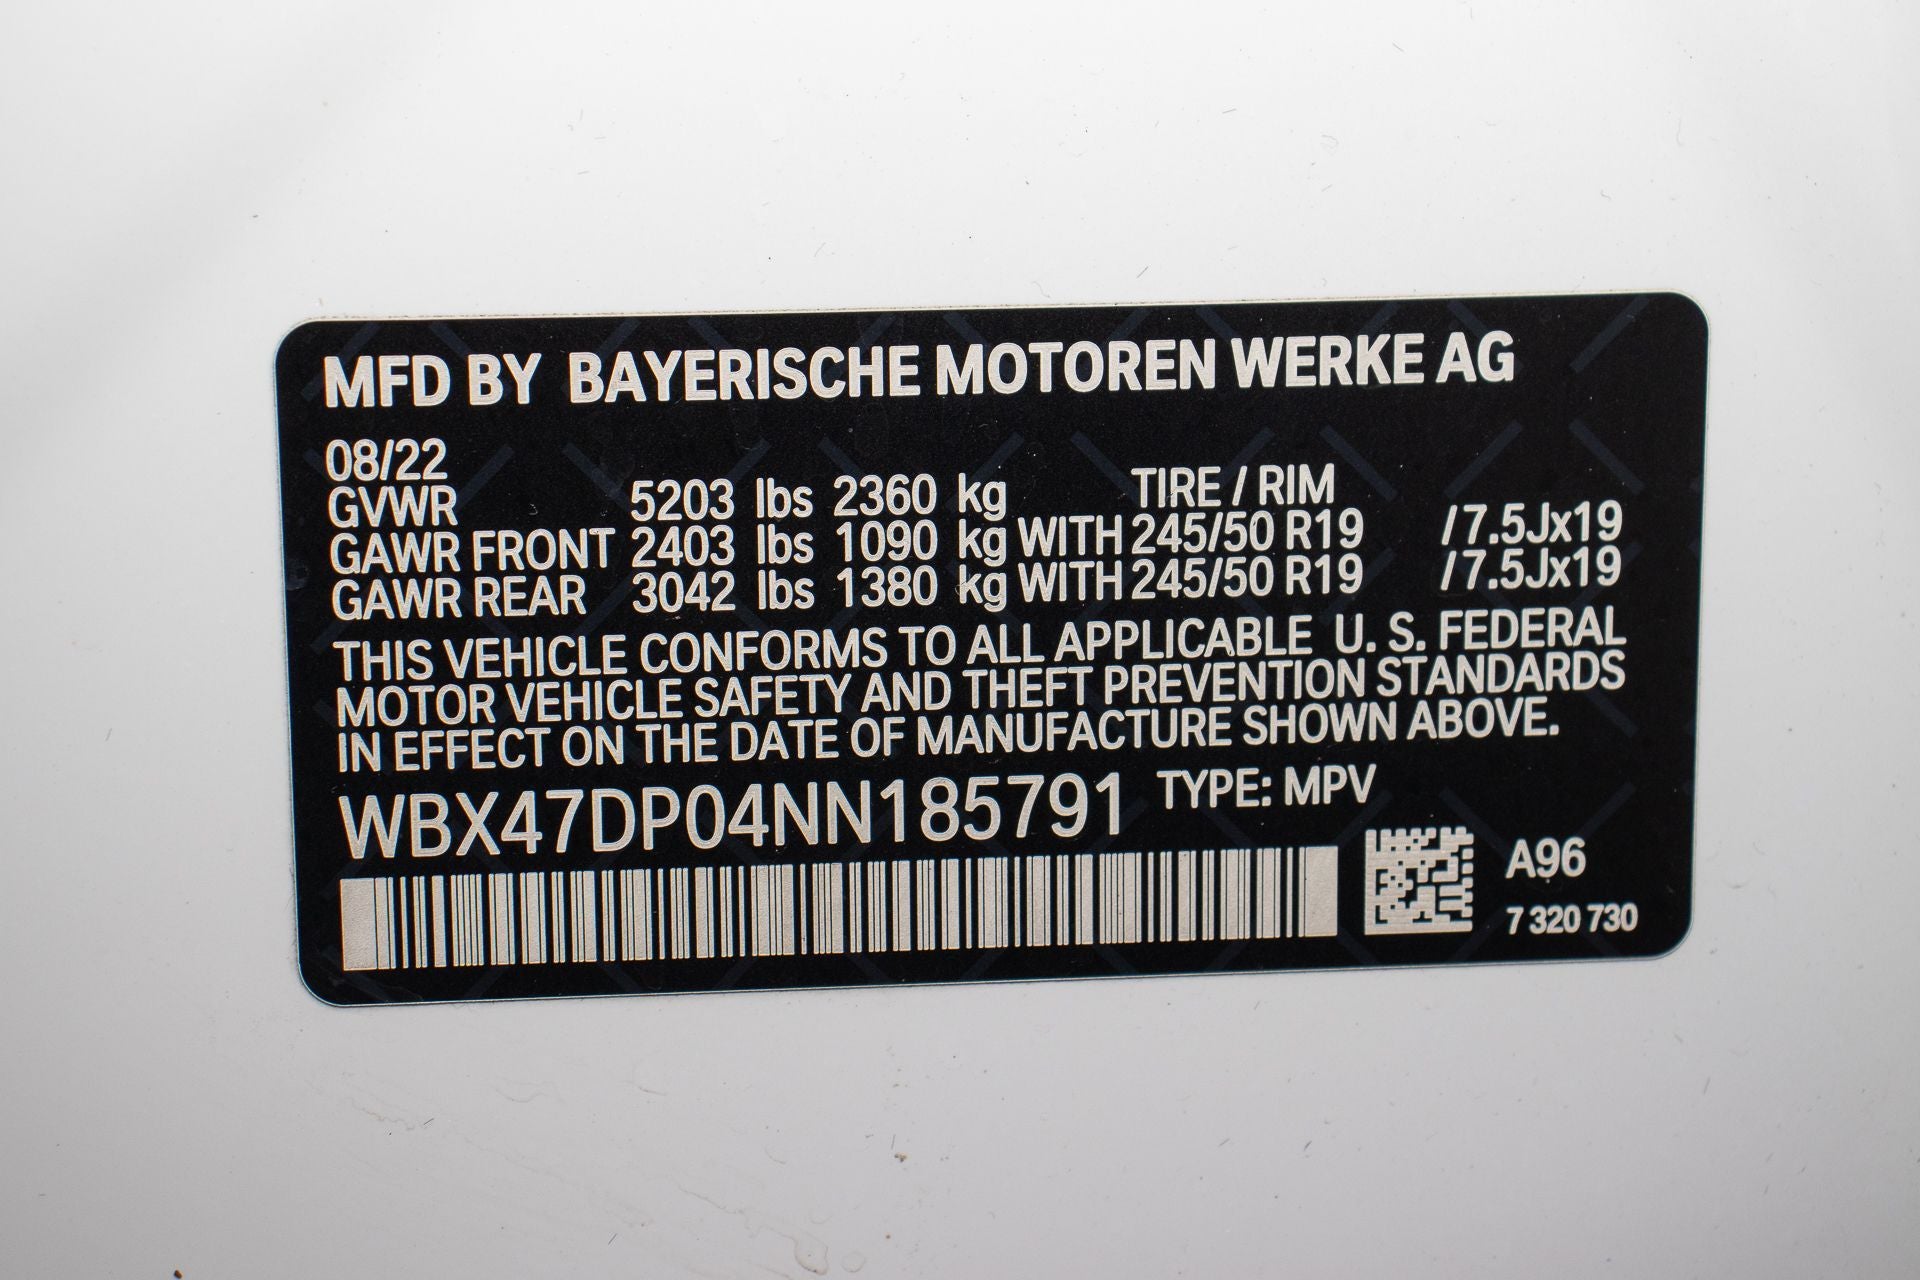 MFD BY BAYERISCHE MOTOREN WERKE AG
08/22 TIRE / RIM
GVWR 5203 lbs 2360 kg
GAWR FRONT 2403 lbs 1090 kg WITH 245/50 R19 /7.5Jx19
GAWR REAR 3042 lbs 1380 kg WITH 245/50 R19 /7.5Jx19
THIS VEHICLE CONFORMS TO ALL APPLICABLE U. S. FEDERAL
MOTOR VEHICLE SAFETY AND THEFT PREVENTION STANDARDS
IN EFFECT ON THE DATE OF MANUFACTURE SHOWN ABOVE.
WBX47DP04NN185791 TYPE: MPV
A96
7 320 730